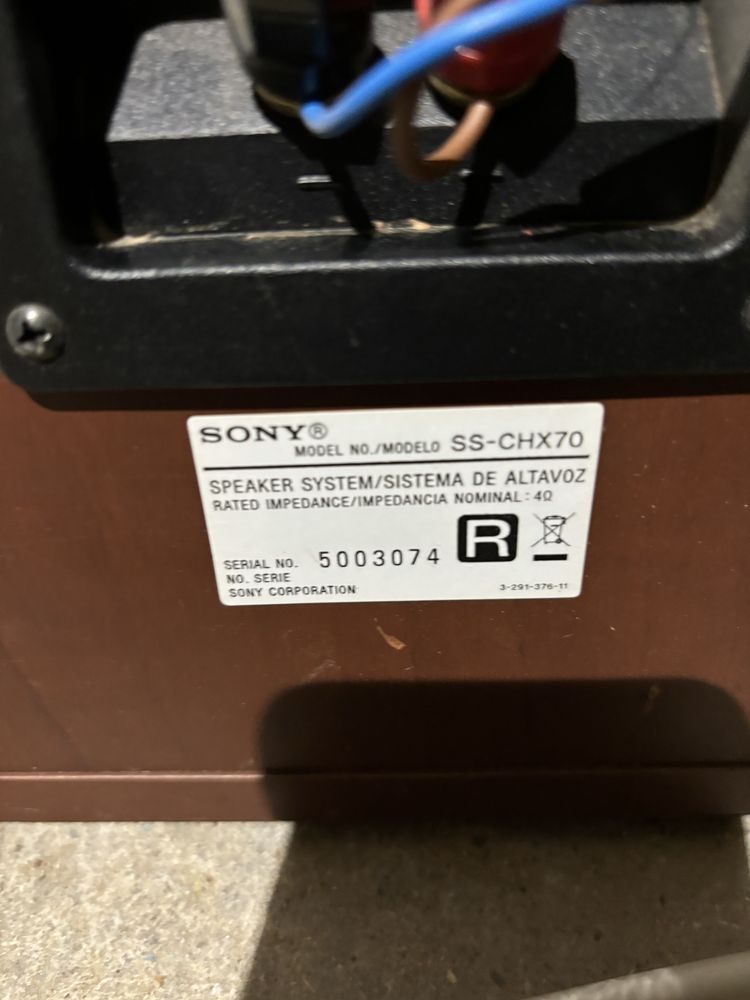 SONY®
MODEL NO./MODELO SS-CHX70
SPEAKER SYSTEM/SISTEMA DE ALTAVOZ
RATED IMPEDANCE/IMPEDANCIA NOMINAL: 4Ω
R
SERIAL NO. 5003074
NO. SERIE
SONY CORPORATION
3-291-376-11